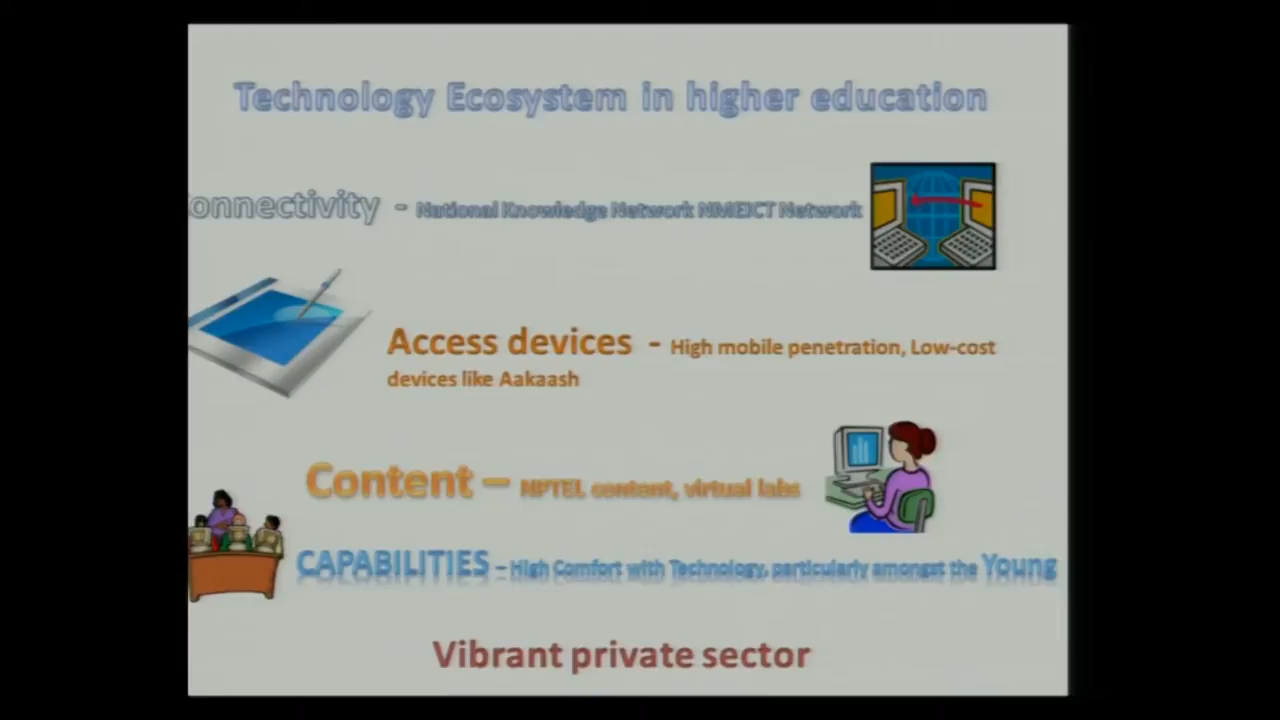 Technology Ecosystem in higher education
onnectivity - National Knowledge Network NMEICT Network
Access devices - High mobile penetration, Low-cost
devices like Aakaash
Content – NPTEL content, virtual labs
CAPABILITIES – High Comfort with Technology, particularly amongst the Young
Vibrant private sector